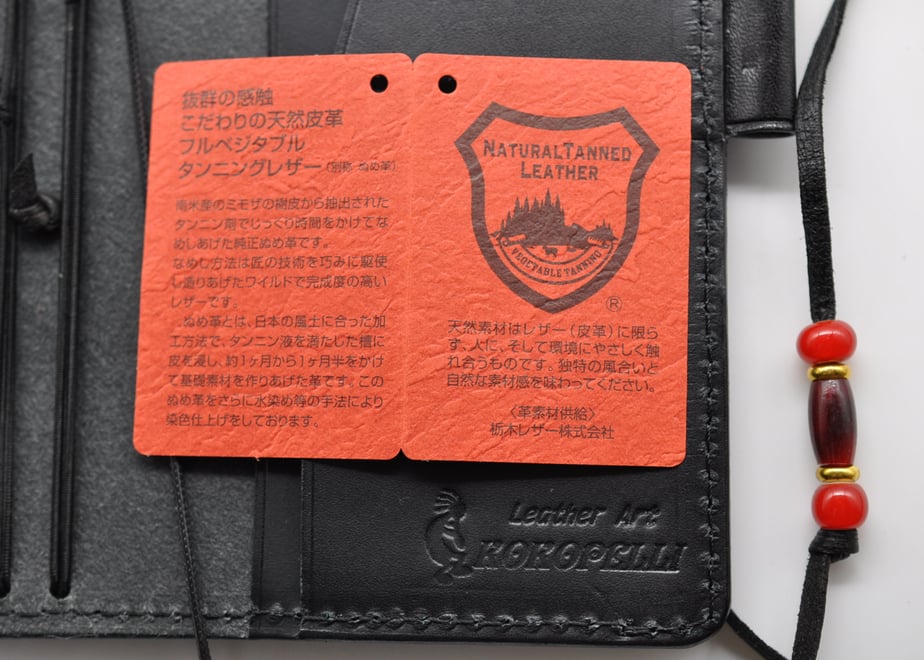 抜群の感触
こだわりの天然皮革
フルベジタブル
タンニングレザー（別称 ぬめ革）
南米産のミモザの樹皮から抽出された
タンニン剤でじっくり時間をかけてな
めしあげた純正ぬめ革です。
なめし方法は匠の技術を巧みに駆使
し造りあげたワイルドで完成度の高い
レザーです。
ぬめ革とは、日本の風土に合った加
工方法で、タンニン液を満たした槽に
皮を浸し、約1ヶ月から1ヶ月半をかけ
て基礎素材を作りあげた革です。この
ぬめ革をさらに水染め等の手法により
染色仕上げをしております。
NATURALTANNED
LEATHER
VEGETABLE TANNING
®
天然素材はレザー（皮革）に限ら
ず、人に、そして環境にやさしく触
れ合うものです。独特の風合いと
自然な素材感を味わってください。
〈革素材供給〉
栃木レザー株式会社
Leather Art
KOKOPELLI